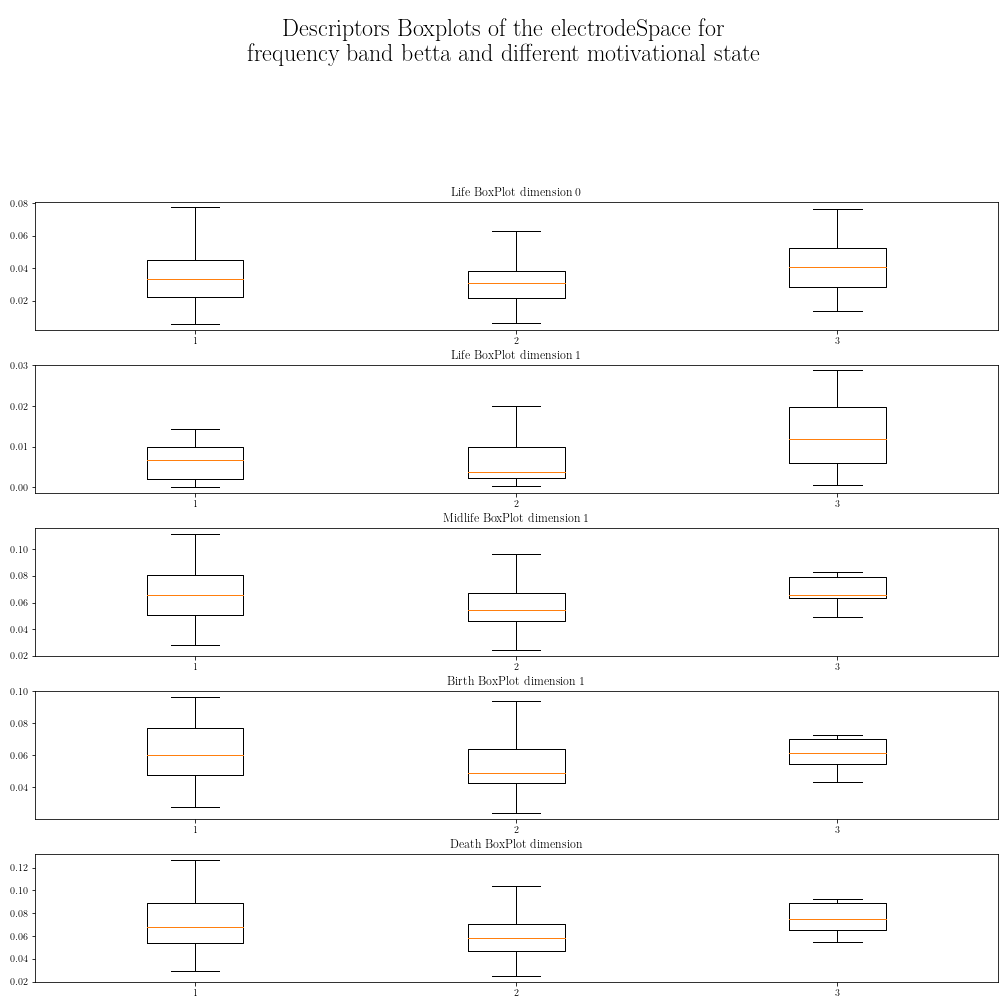 Descriptors Boxplots of the electrodeSpace for
frequency band betta and different motivational state
Life BoxPlot dimension 0
0.08
0.06
0.04
0.02
1 2 3
Life BoxPlot dimension 1
0.03
0.02
0.01
0.00
1 2 3
Midlife BoxPlot dimension 1
0.10
0.08
0.06
0.04
0.02
1 2 3
Birth BoxPlot dimension 1
0.10
0.08
0.06
0.04
1 2 3
Death BoxPlot dimension
0.12
0.10
0.08
0.06
0.04
0.02
1 2 3